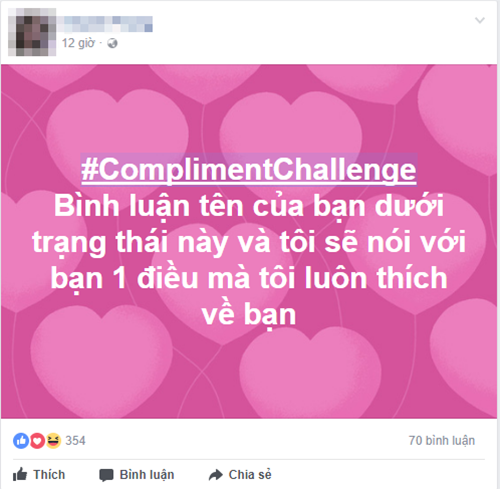 12 giờ
#ComplimentChallenge
Bình luận tên của bạn dưới
trạng thái này và tôi sẽ nói với
bạn 1 điều mà tôi luôn thích
về bạn
354
70 bình luận
Thích Bình luận Chia sẻ